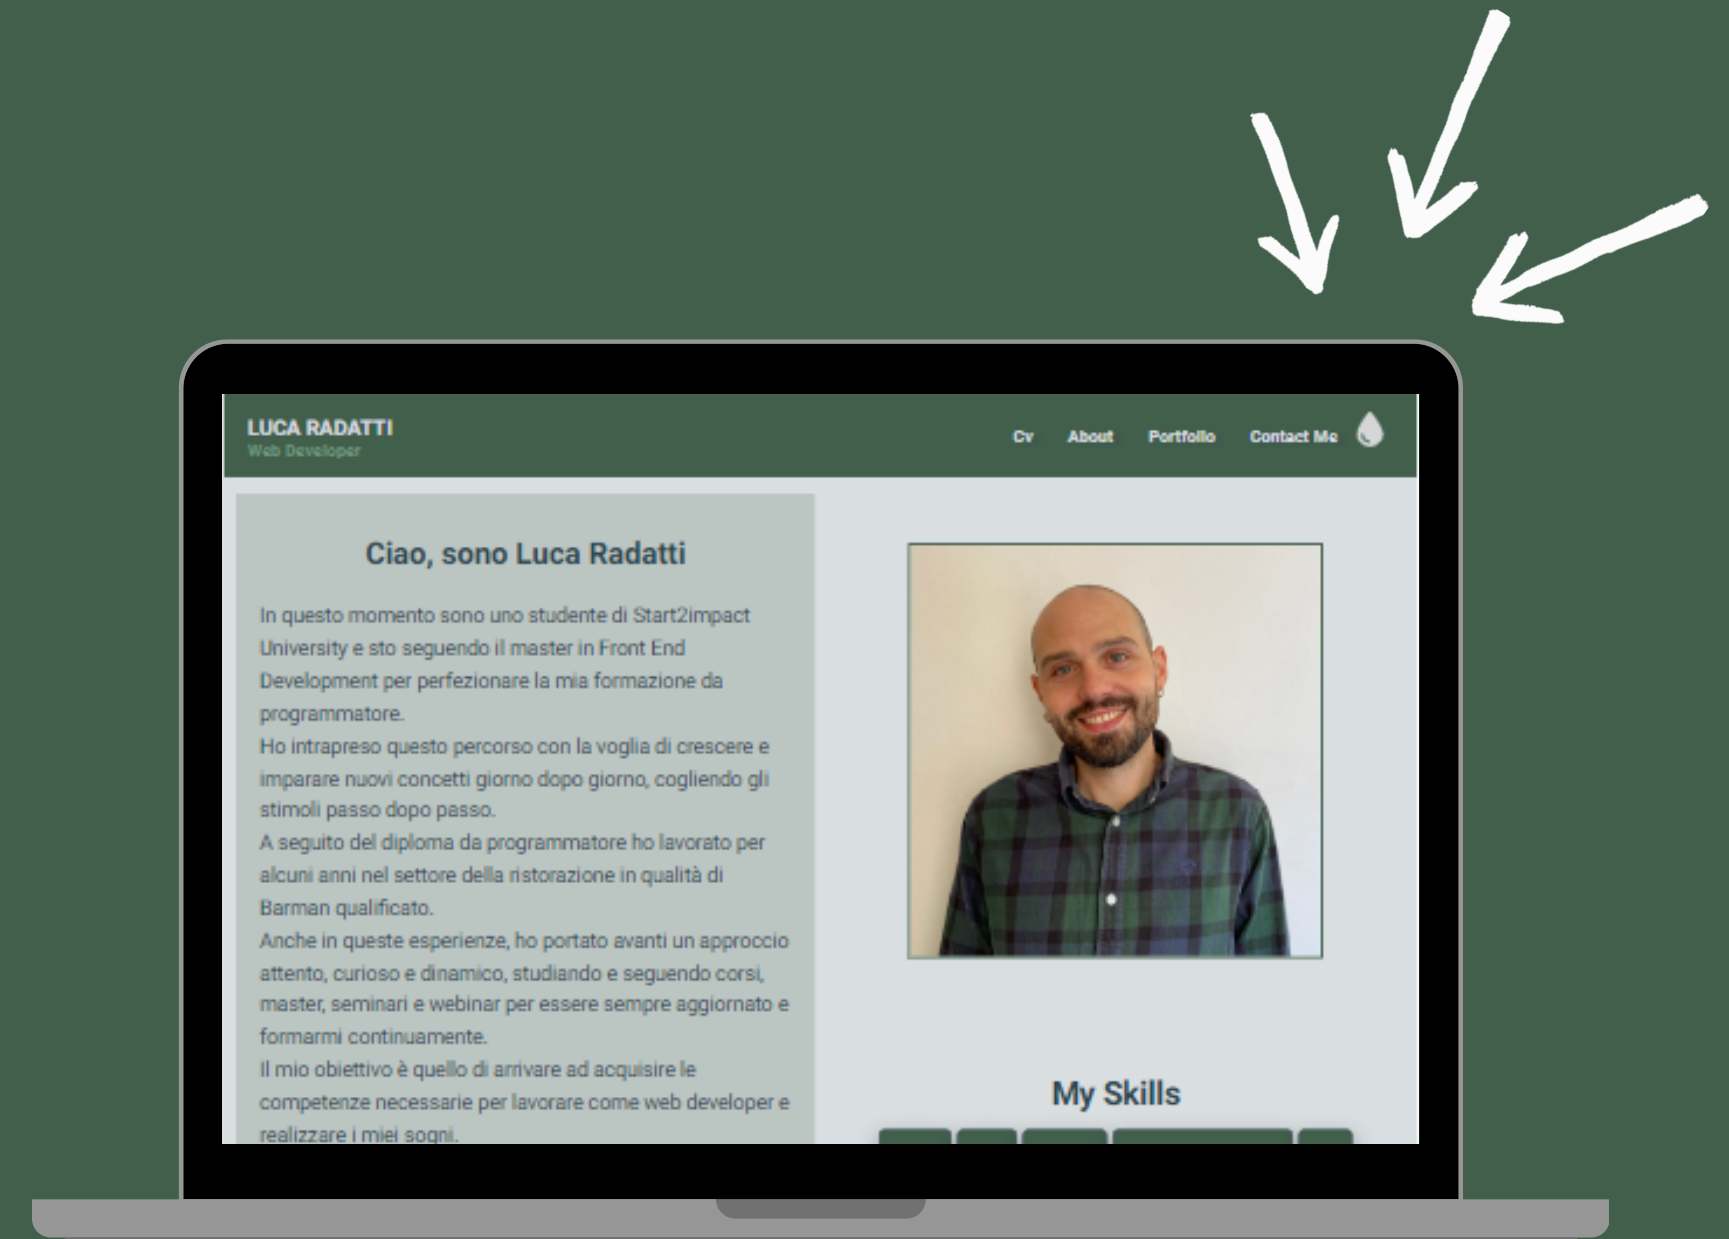 LUCA RADATTI
Web Developer
Cv About Portfolio Contact Me
Ciao, sono Luca Radatti
In questo momento sono uno studente di Start2impact
University e sto seguendo il master in Front End
Development per perfezionare la mia formazione da
programmatore.
Ho intrapreso questo percorso con la voglia di crescere e
imparare nuovi concetti giorno dopo giorno, cogliendo gli
stimoli passo dopo passo.
A seguito del diploma da programmatore ho lavorato per
alcuni anni nel settore della ristorazione in qualità di
Barman qualificato.
Anche in queste esperienze, ho portato avanti un approccio
attento, curioso e dinamico, studiando e seguendo corsi,
master, seminari e webinar per essere sempre aggiornato e
formarmi continuamente.
Il mio obiettivo è quello di arrivare ad acquisire le
competenze necessarie per lavorare come web developer e
realizzare i miei sogni.
My Skills